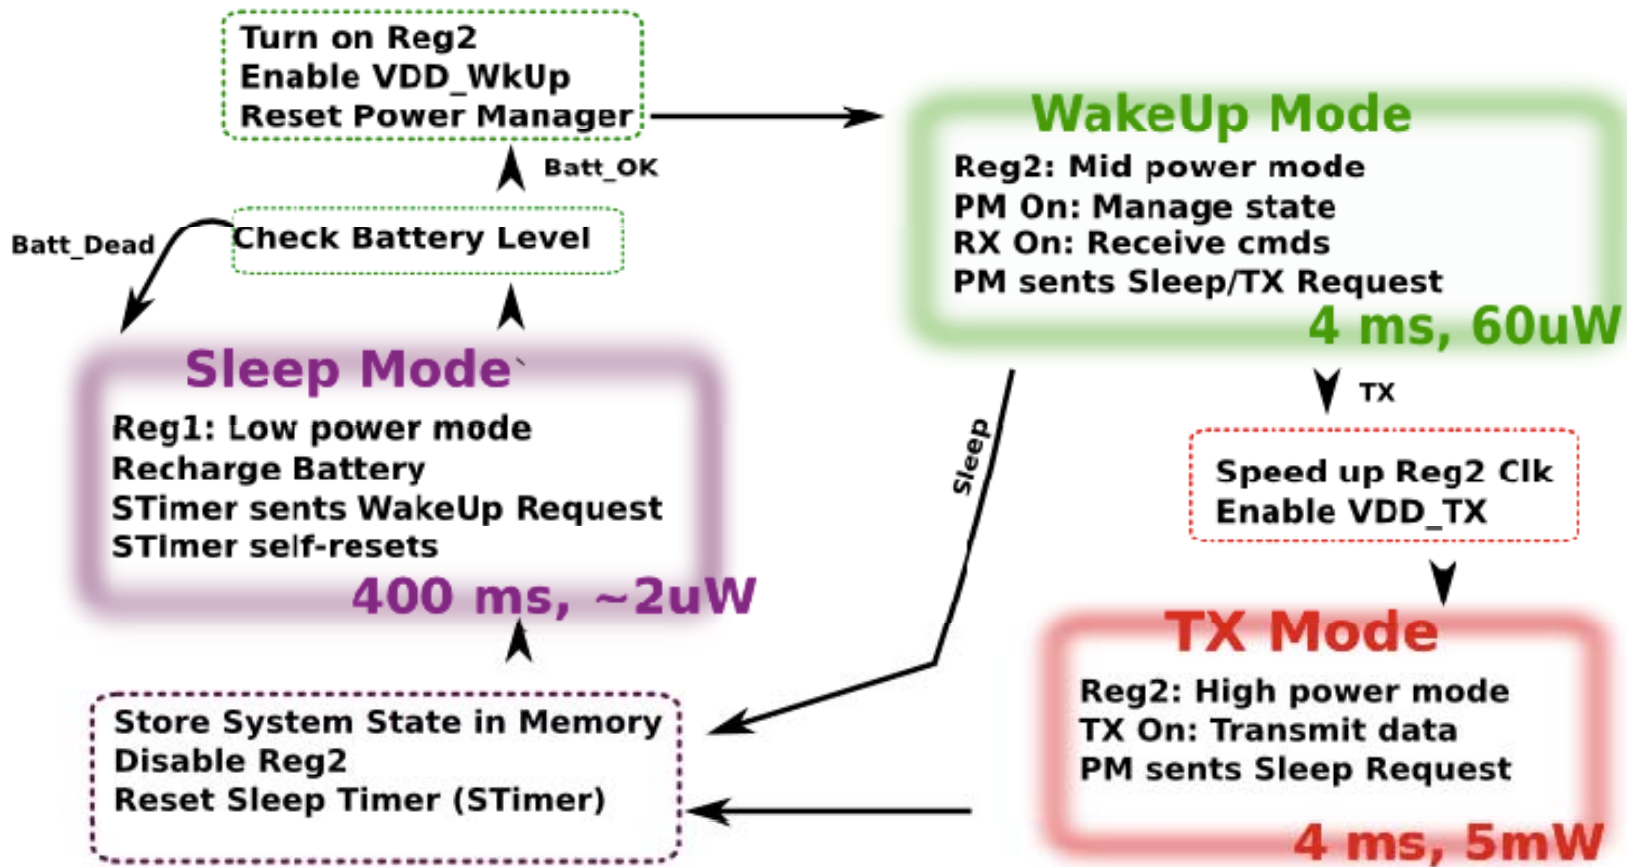 Turn on Reg2
Enable VDD_WkUp
Reset Power Manager
Batt_OK
Batt_Dead
Check Battery Level
Sleep Mode
Reg1: Low power mode
Recharge Battery
STimer sents WakeUp Request
STimer self-resets
400 ms, ~2uW
Store System State in Memory
Disable Reg2
Reset Sleep Timer (STimer)
WakeUp Mode
Reg2: Mid power mode
PM On: Manage state
RX On: Receive cmds
PM sents Sleep/TX Request
4 ms, 60uW
Sleep
TX
Speed up Reg2 Clk
Enable VDD_TX
TX Mode
Reg2: High power mode
TX On: Transmit data
PM sents Sleep Request
4 ms, 5mW